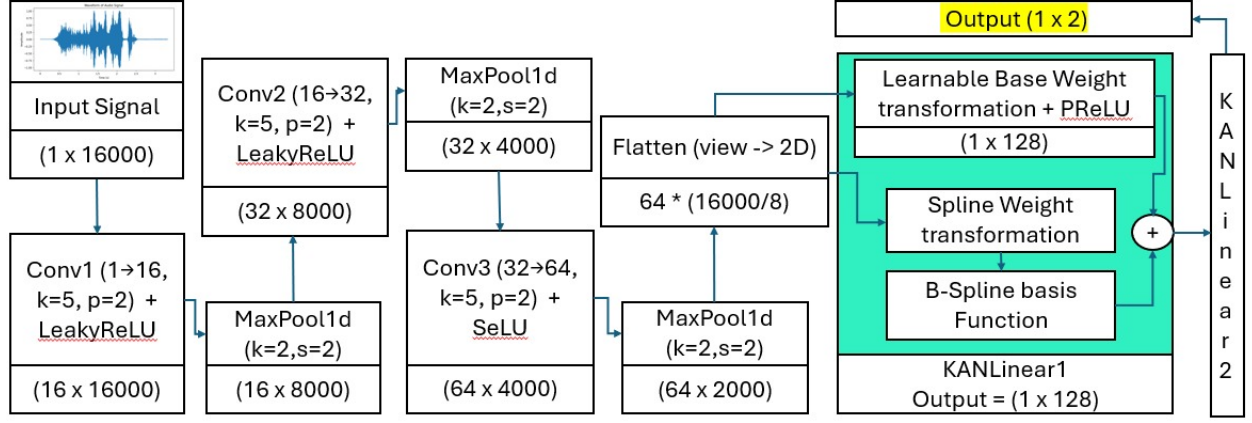 Input Signal
(1 x 16000)
Conv1 (1→16,
k=5, p=2) +
LeakyReLU
(16 x 16000)
MaxPool1d
(k=2,s=2)
(16 x 8000)
Conv2 (16→32,
k=5, p=2) +
LeakyReLU
(32 x 8000)
MaxPool1d
(k=2,s=2)
(32 x 4000)
Conv3 (32→64,
k=5, p=2) +
SeLU
(64 x 4000)
MaxPool1d
(k=2,s=2)
(64 x 2000)
Flatten (view -> 2D)
64 * (16000/8)
Learnable Base Weight
transformation + PReLU
(1 x 128)
Spline Weight
transformation
B-Spline basis
Function
+
KANLinear1
Output = (1 x 128)
KANLinear2
Output (1 x 2)